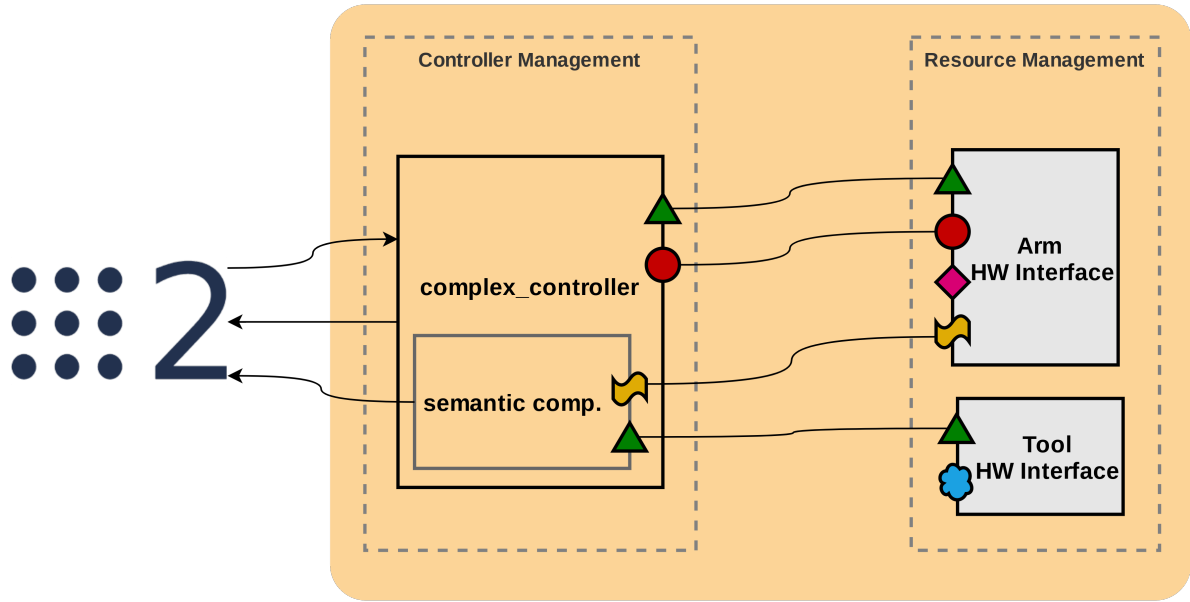 Controller Management
Resource Management
2
complex_controller
semantic comp.
Arm
HW Interface
Tool
HW Interface